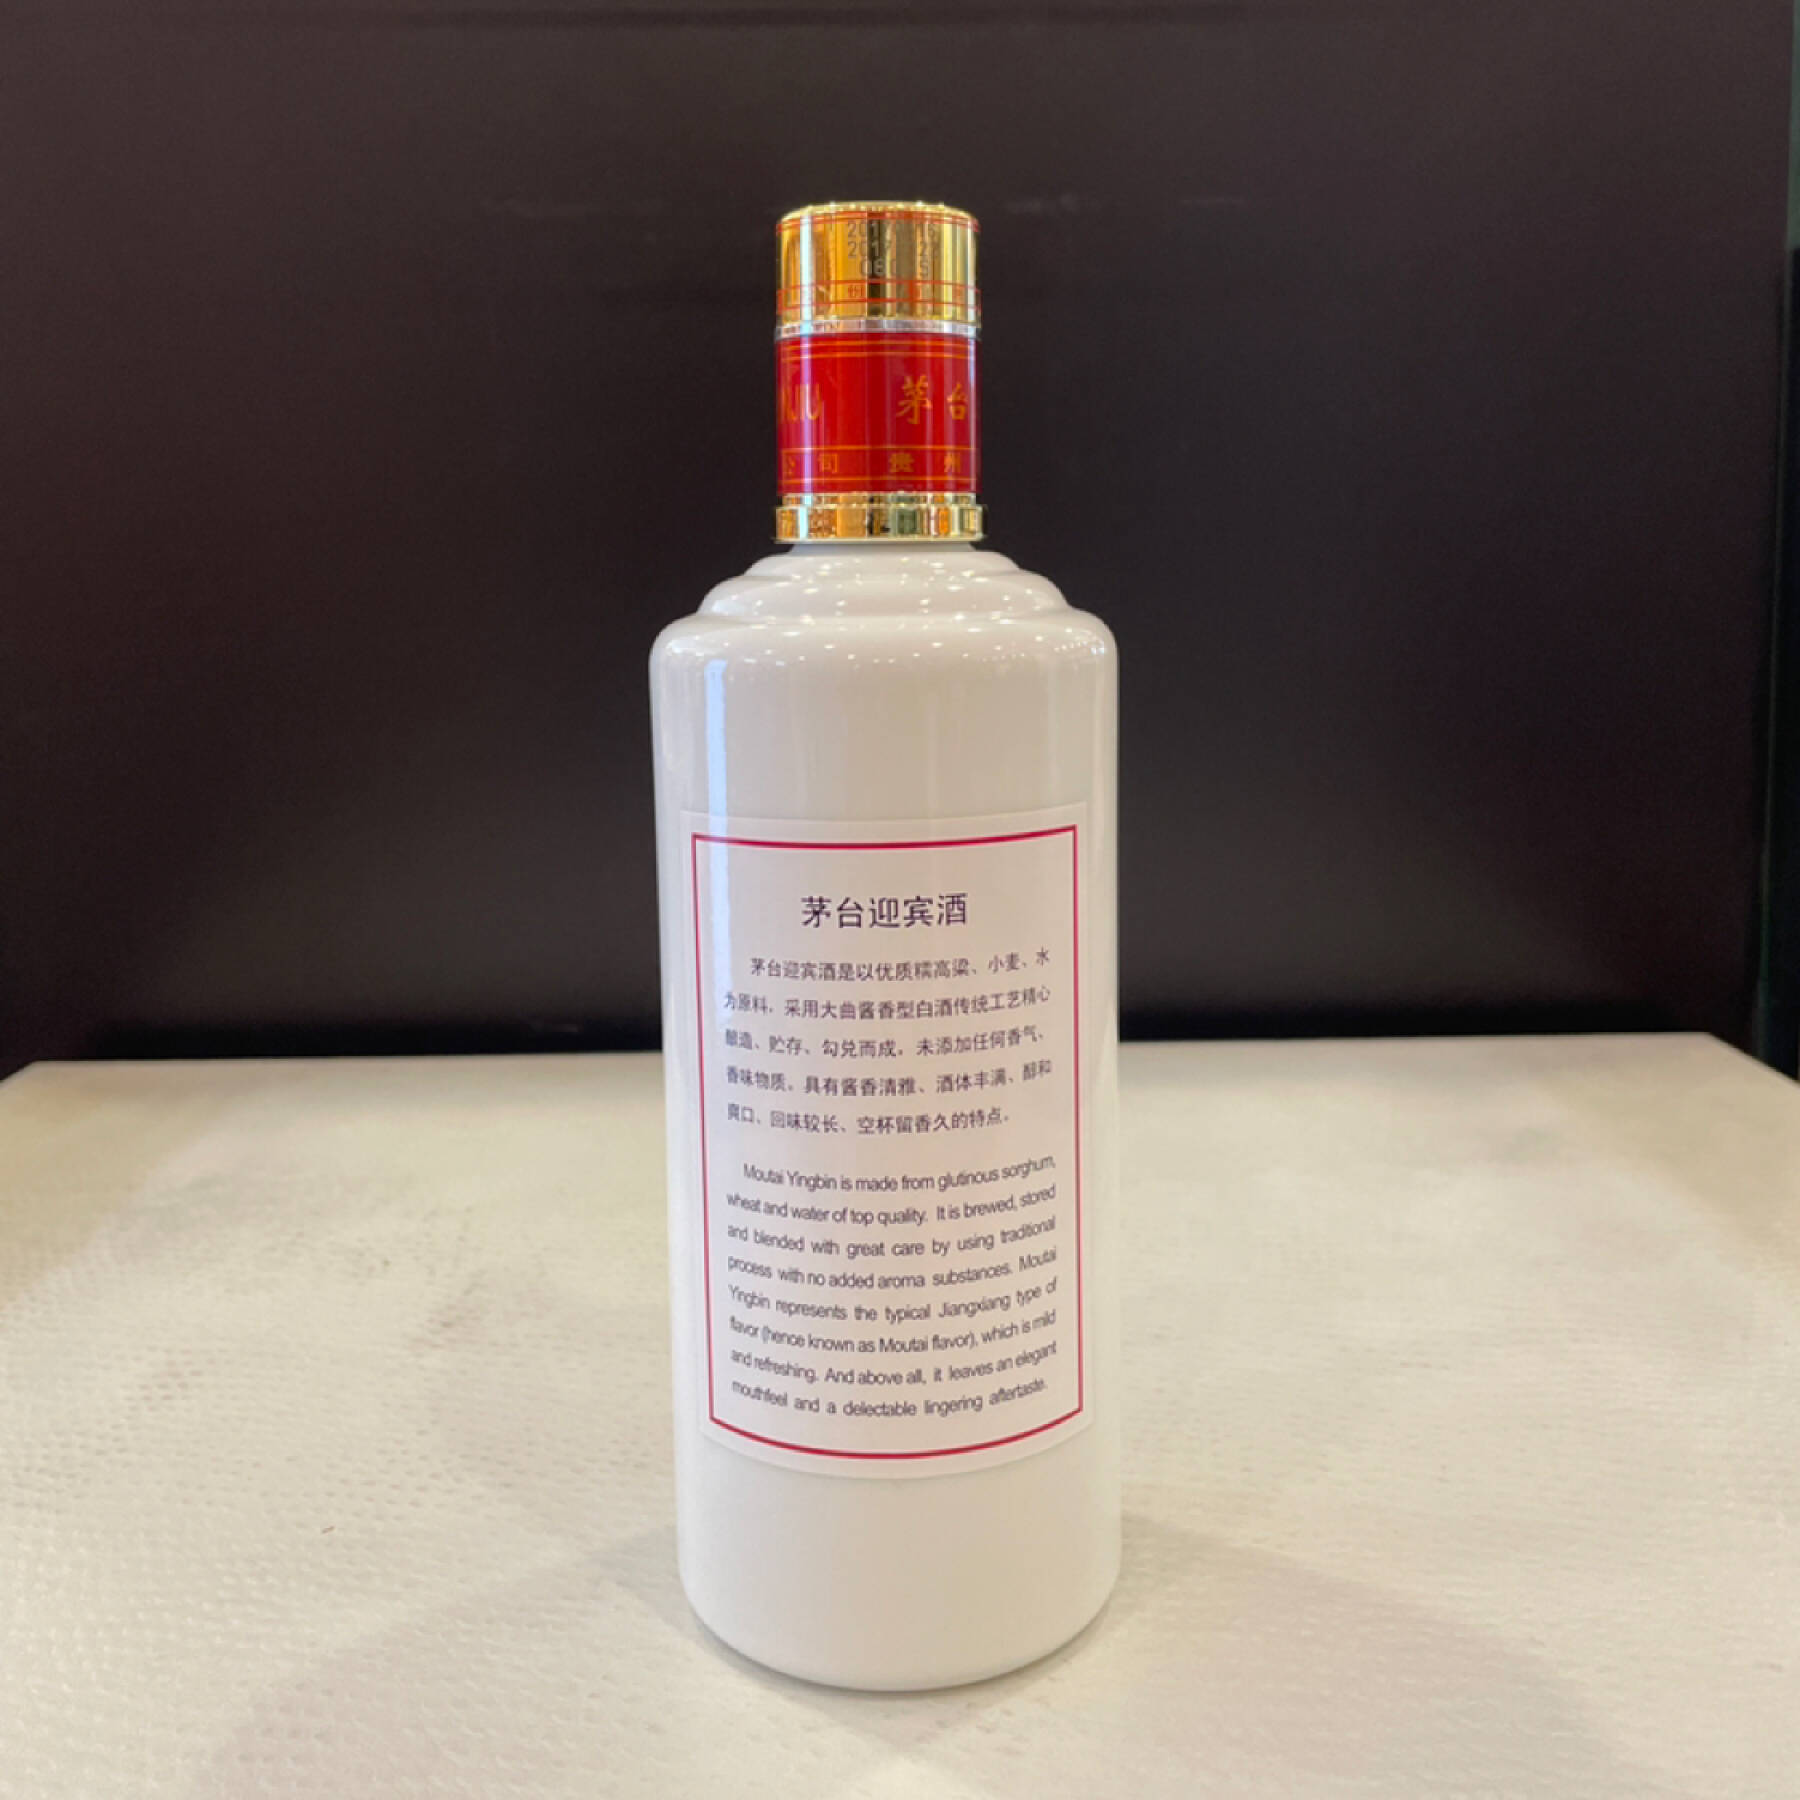 茅台
公司 贵州
茅台迎宾酒
茅台迎宾酒是以优质糯高粱、小麦、水
为原料，采用大曲酱香型白酒传统工艺精心
酿造、贮存、勾兑而成，未添加任何香气、
香味物质。具有酱香清雅、酒体丰满、醇和
爽口、回味较长、空杯留香久的特点。
Moutai Yingbin is made from glutinous sorghum,
wheat and water of top quality. It is brewed, stored
and blended with great care by using traditional
process with no added aroma substances. Moutai
Yingbin represents the typical Jiangxiang type of
flavor (hence known as Moutai flavor), which is mild
and refreshing. And above all, it leaves an elegant
mouthfeel and a delectable lingering aftertaste.